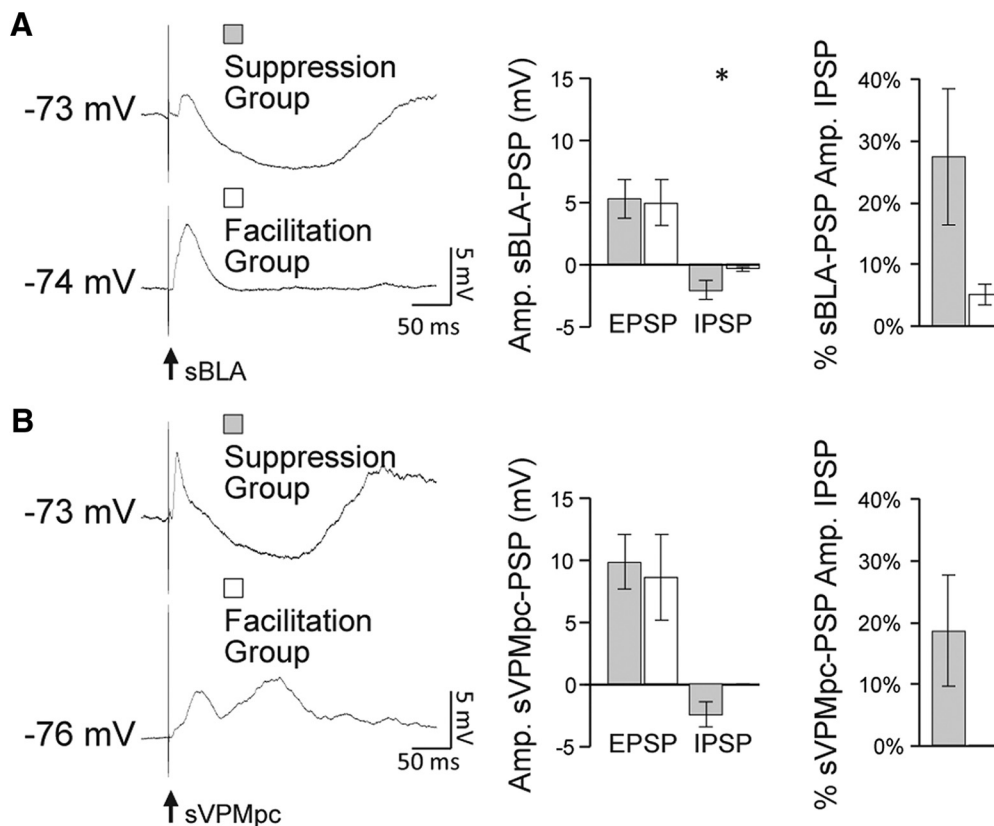 A
-73 mV
Suppression
Group
Facilitation
Group
-74 mV
5 mV
50 ms
sBLA
Amp. sBLA-PSP (mV)
15
10
5
0
-5
*
EPSP IPSP
% sBLA-PSP Amp. IPSP
40%
30%
20%
10%
0%
B
-73 mV
Suppression
Group
Facilitation
Group
-76 mV
5 mV
50 ms
sVPMpc
Amp. sVPMpc-PSP (mV)
15
10
5
0
-5
EPSP IPSP
% sVPMpc-PSP Amp. IPSP
40%
30%
20%
10%
0%